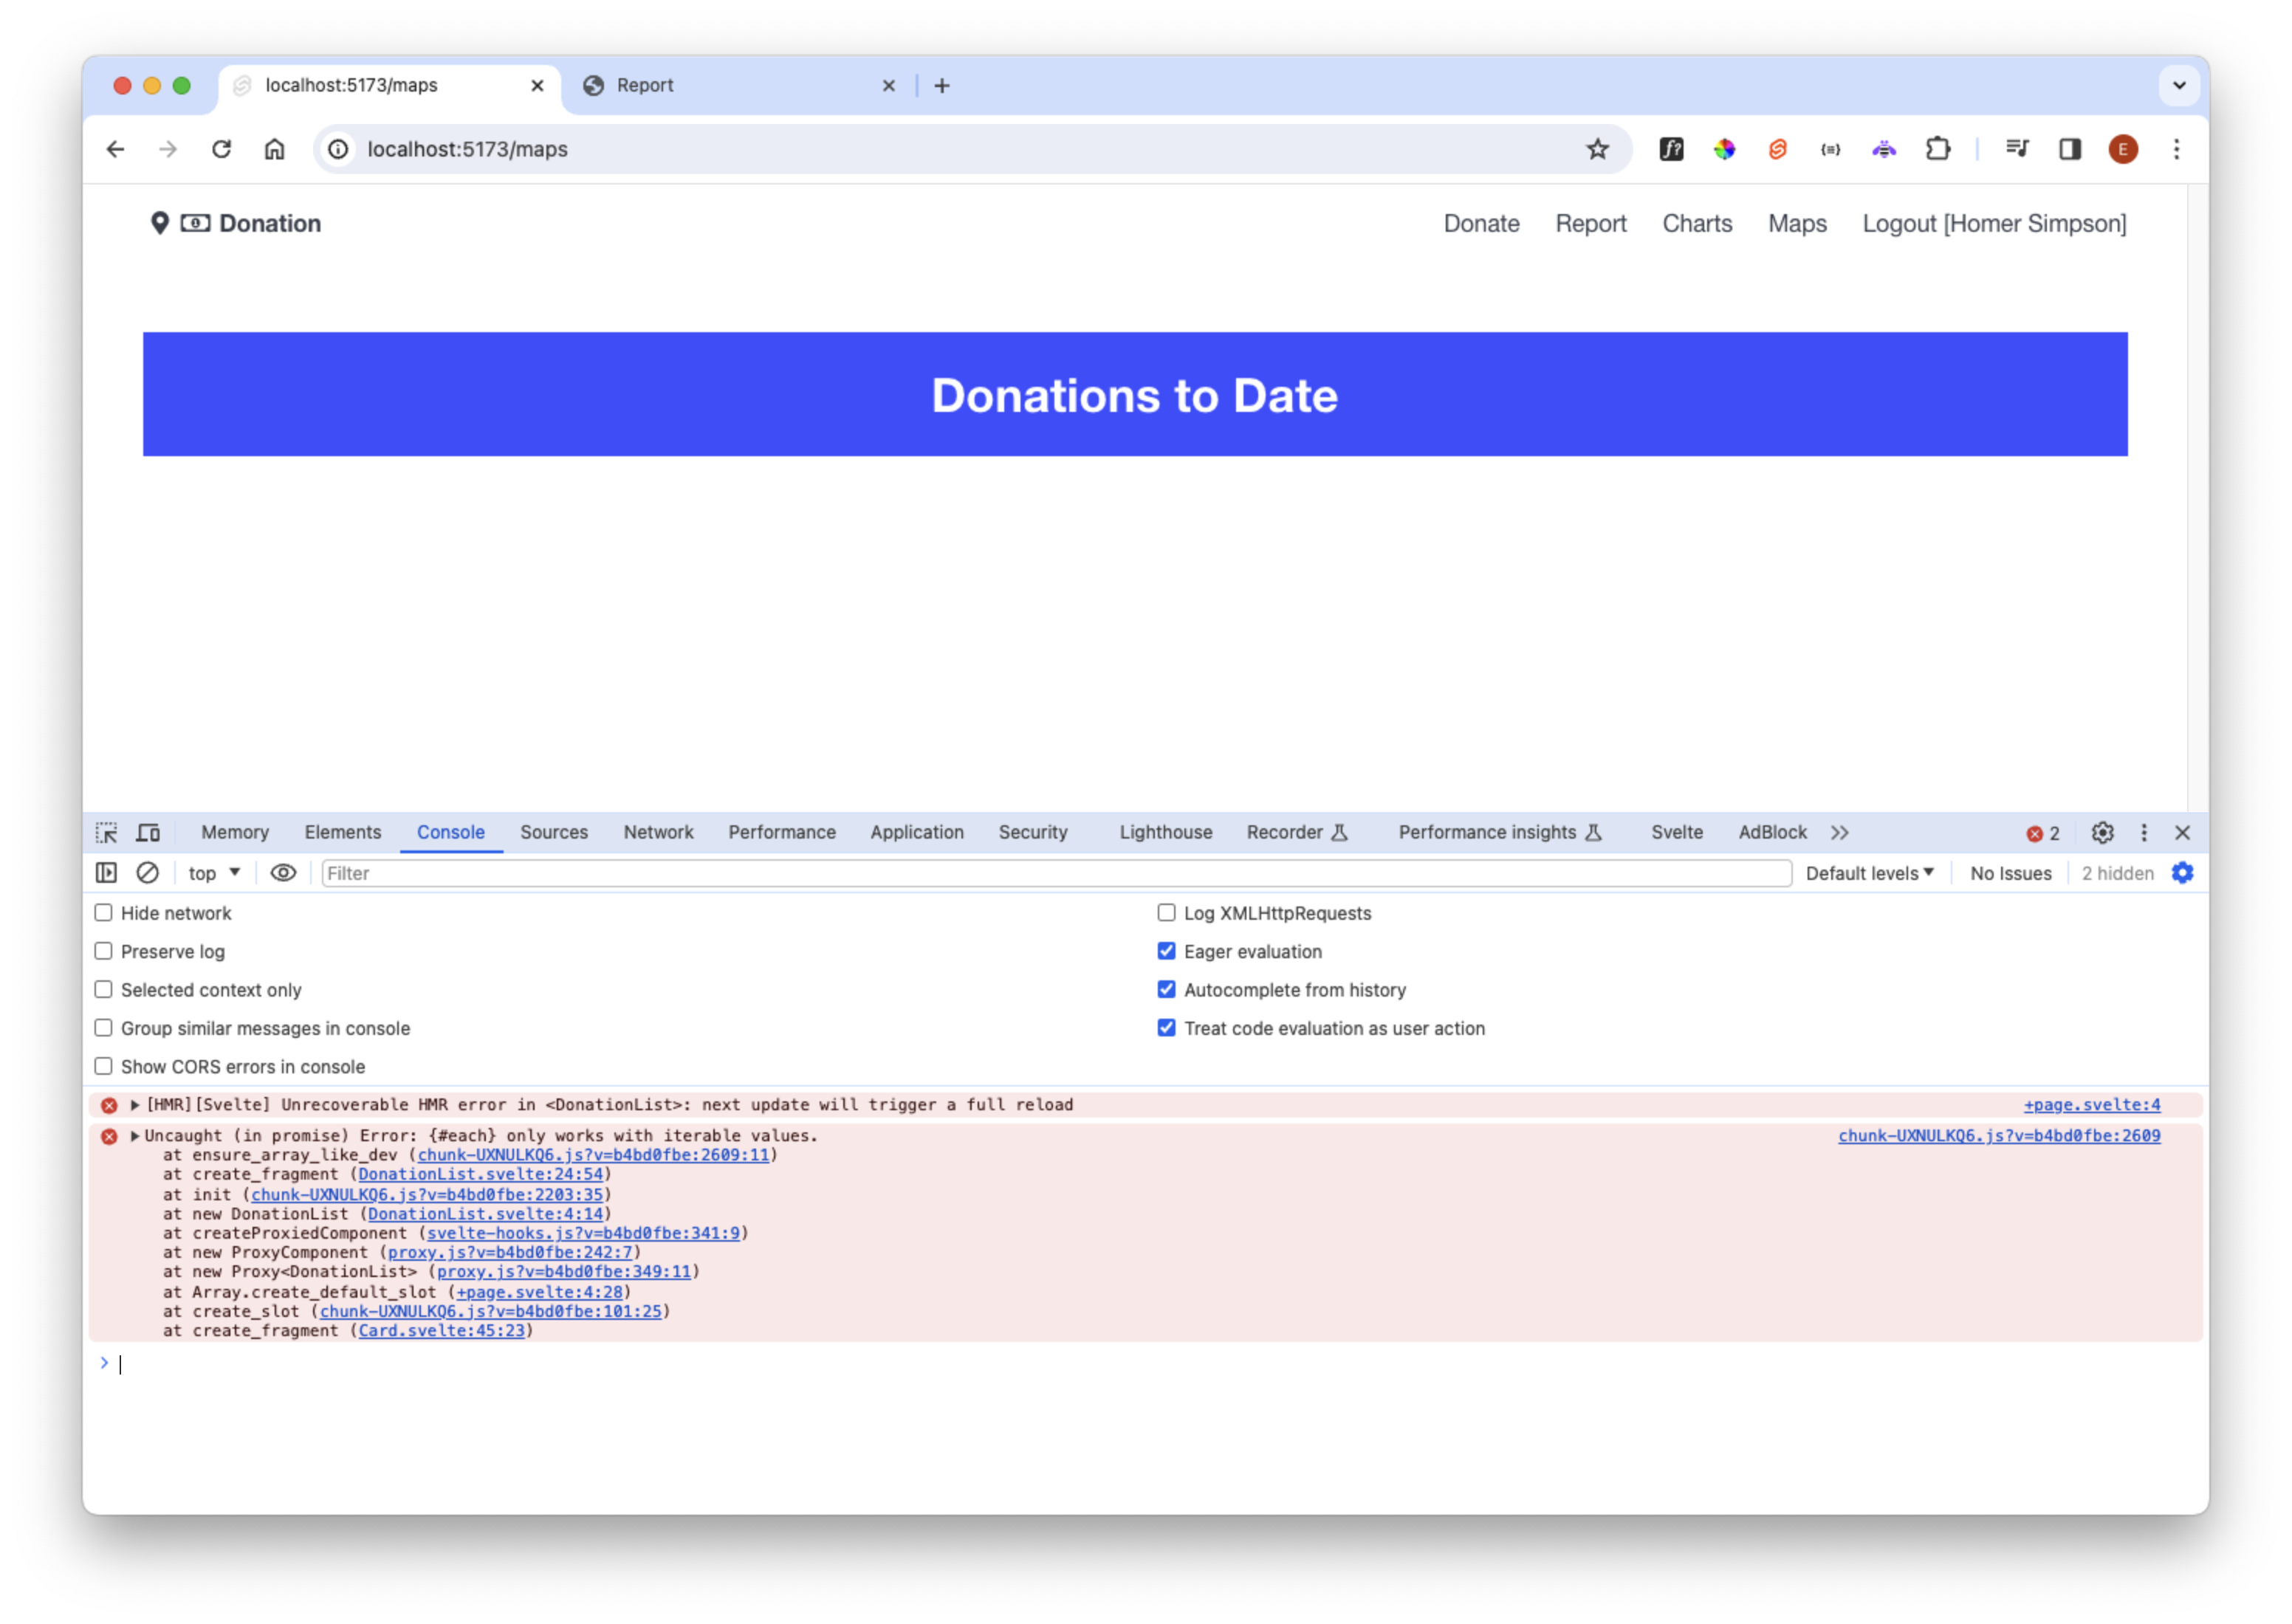 localhost:5173/maps
Report
localhost:5173/maps
f?
E
Donation
Donate Report Charts Maps Logout [Homer Simpson]
Donations to Date
Memory Elements Console Sources Network Performance Application Security Lighthouse Recorder Performance insights Svelte AdBlock 2
top Filter Default levels No Issues 2 hidden
Hide network Log XMLHttpRequests
Preserve log Eager evaluation
Selected context only Autocomplete from history
Group similar messages in console Treat code evaluation as user action
Show CORS errors in console
[HMR][Svelte] Unrecoverable HMR error in <DonationList>: next update will trigger a full reload +page.svelte:4
Uncaught (in promise) Error: {#each} only works with iterable values. chunk-UXNULKQ6.js?v=b4bd0fbe:2609
at ensure_array_like_dev (chunk-UXNULKQ6.js?v=b4bd0fbe:2609:11)
at create_fragment (DonationList.svelte:24:54)
at init (chunk-UXNULKQ6.js?v=b4bd0fbe:2203:35)
at new DonationList (DonationList.svelte:4:14)
at createProxiedComponent (svelte-hooks.js?v=b4bd0fbe:341:9)
at new ProxyComponent (proxy.js?v=b4bd0fbe:242:7)
at new Proxy<DonationList> (proxy.js?v=b4bd0fbe:349:11)
at Array.create_default_slot (+page.svelte:4:28)
at create_slot (chunk-UXNULKQ6.js?v=b4bd0fbe:101:25)
at create_fragment (Card.svelte:45:23)